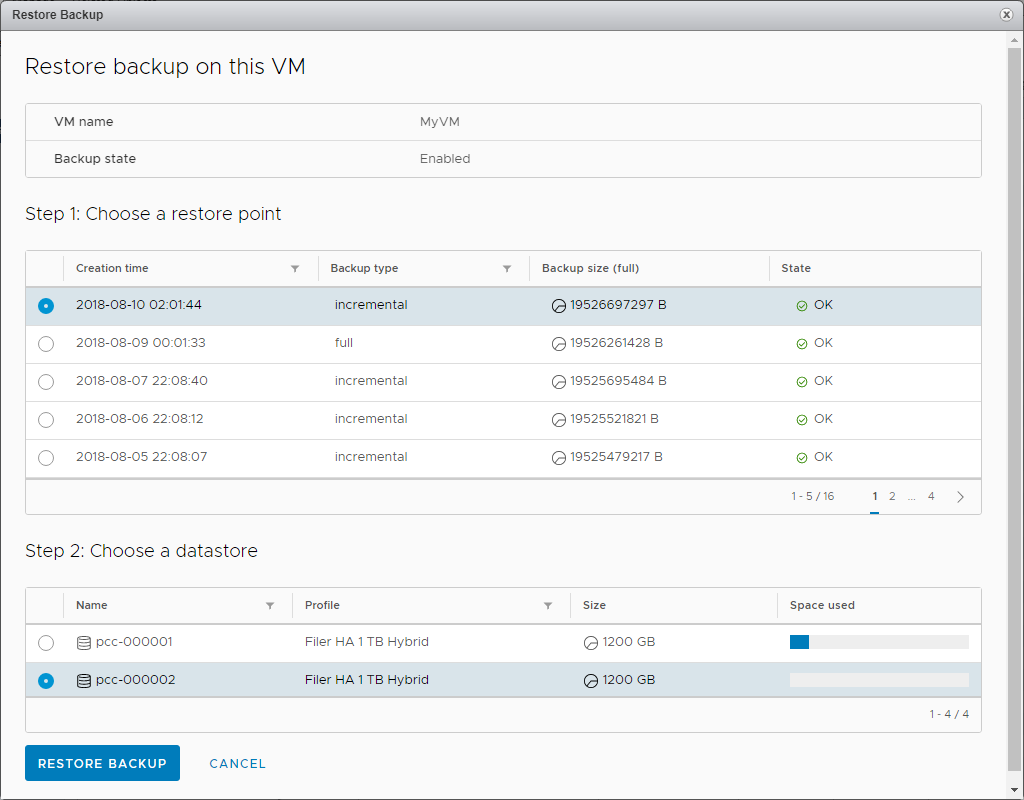 Restore Backup
Restore backup on this VM
VM name MyVM
Backup state Enabled
Step 1: Choose a restore point
Creation time Backup type Backup size (full) State
2018-08-10 02:01:44 incremental 19526697297 B OK
2018-08-09 00:01:33 full 19526261428 B OK
2018-08-07 22:08:40 incremental 19525695484 B OK
2018-08-06 22:08:12 incremental 19525521821 B OK
2018-08-05 22:08:07 incremental 19525479217 B OK
1 - 5 / 16 1 2 ... 4
Step 2: Choose a datastore
Name Profile Size Space used
pcc-000001 Filer HA 1 TB Hybrid 1200 GB
pcc-000002 Filer HA 1 TB Hybrid 1200 GB
1 - 4 / 4
RESTORE BACKUP CANCEL